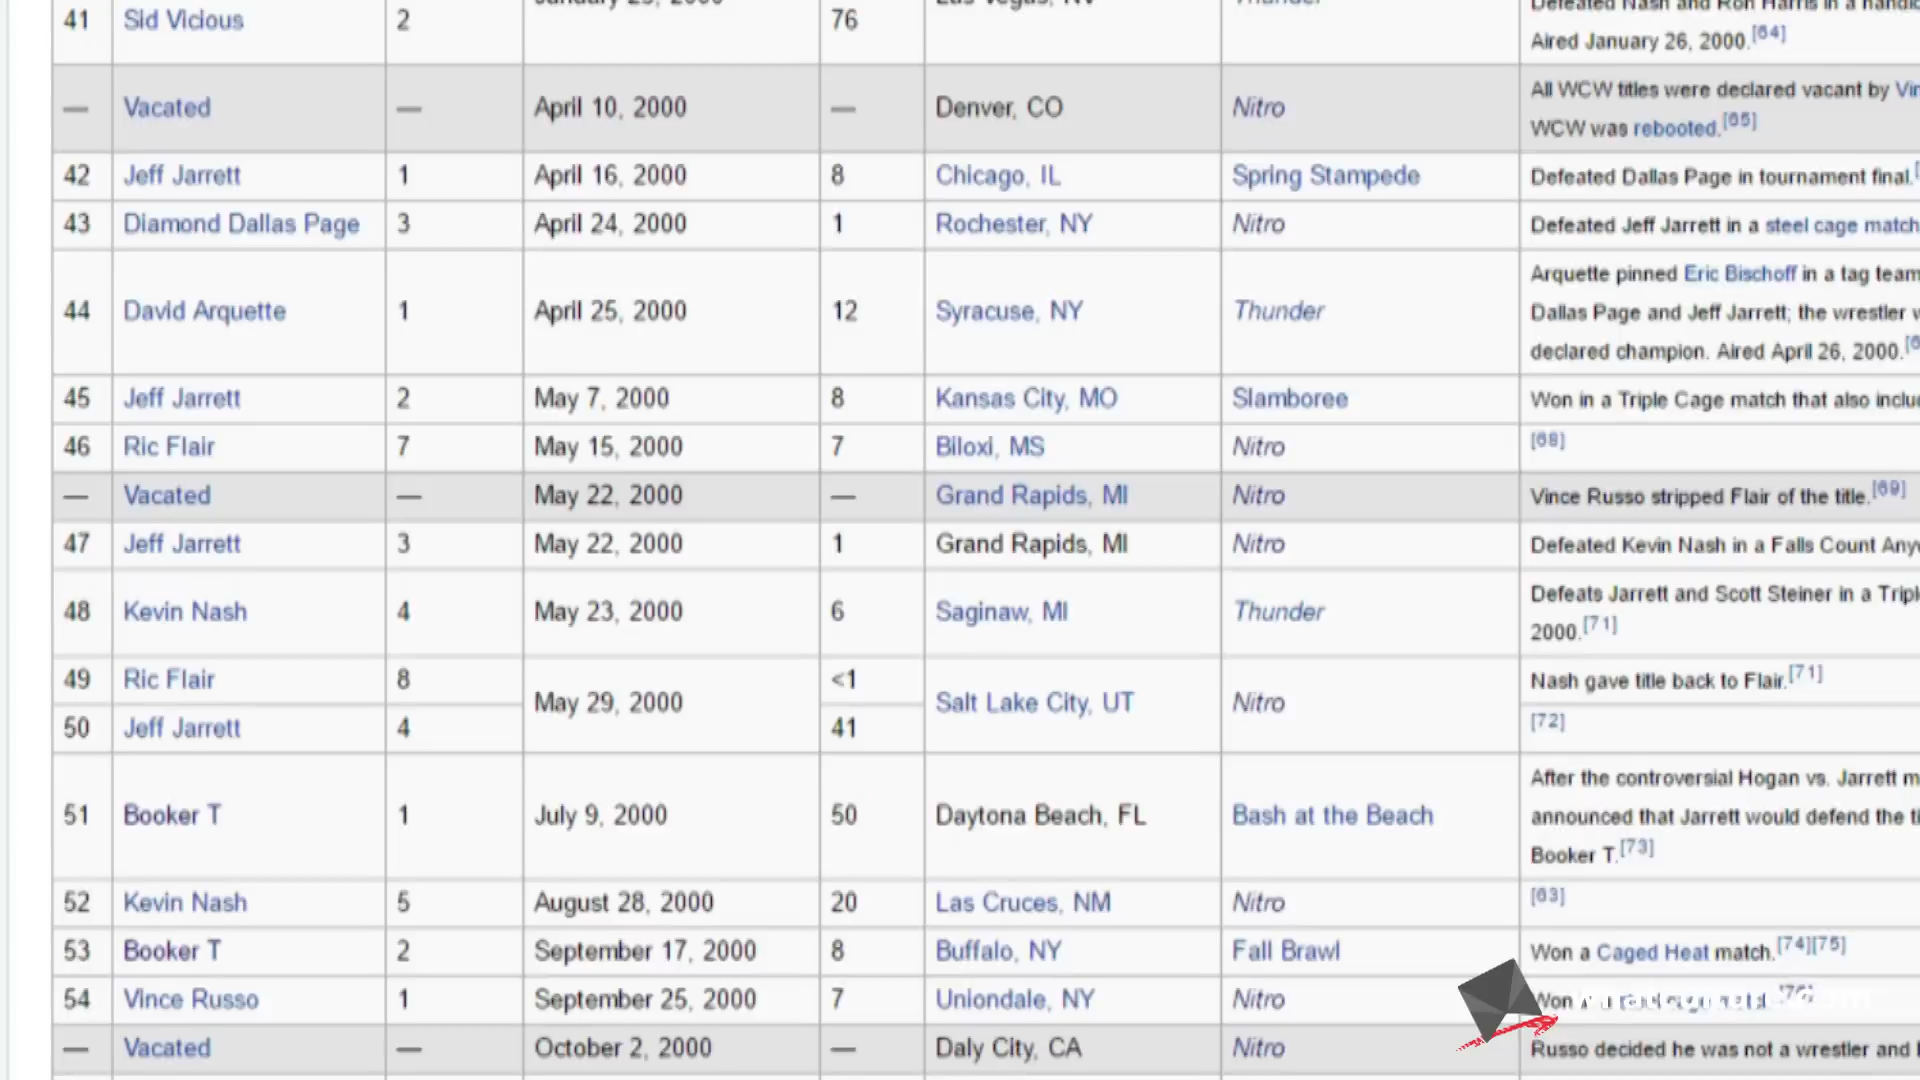 41 Sid Vicious 2 76 Defeated Nash and Ron Harris in a
Aired January 26, 2000.[64]
— Vacated — April 10, 2000 — Denver, CO Nitro All WCW titles were declared vacant by
WCW was rebooted.[65]
42 Jeff Jarrett 1 April 16, 2000 8 Chicago, IL Spring Stampede Defeated Dallas Page in tournament final.
43 Diamond Dallas Page 3 April 24, 2000 1 Rochester, NY Nitro Defeated Jeff Jarrett in a steel cage match
44 David Arquette 1 April 25, 2000 12 Syracuse, NY Thunder Arquette pinned Eric Bischoff in a tag team
Dallas Page and Jeff Jarrett; the wrestler
declared champion. Aired April 26, 2000.
45 Jeff Jarrett 2 May 7, 2000 8 Kansas City, MO Slamboree Won in a Triple Cage match that also
46 Ric Flair 7 May 15, 2000 7 Biloxi, MS Nitro [68]
— Vacated — May 22, 2000 — Grand Rapids, MI Nitro Vince Russo stripped Flair of the title.[69]
47 Jeff Jarrett 3 May 22, 2000 1 Grand Rapids, MI Nitro Defeated Kevin Nash in a Falls Count
48 Kevin Nash 4 May 23, 2000 6 Saginaw, MI Thunder Defeats Jarrett and Scott Steiner in a
2000.[71]
49 Ric Flair 8 May 29, 2000 <1 Salt Lake City, UT Nitro Nash gave title back to Flair.[71]
50 Jeff Jarrett 4 41 [72]
51 Booker T 1 July 9, 2000 50 Daytona Beach, FL Bash at the Beach After the controversial Hogan vs. Jarrett
announced that Jarrett would defend the
Booker T.[73]
52 Kevin Nash 5 August 28, 2000 20 Las Cruces, NM Nitro [63]
53 Booker T 2 September 17, 2000 8 Buffalo, NY Fall Brawl Won a Caged Heat match.[74][75]
54 Vince Russo 1 September 25, 2000 7 Uniondale, NY Nitro Won
— Vacated — October 2, 2000 — Daly City, CA Nitro Russo decided he was not a wrestler and